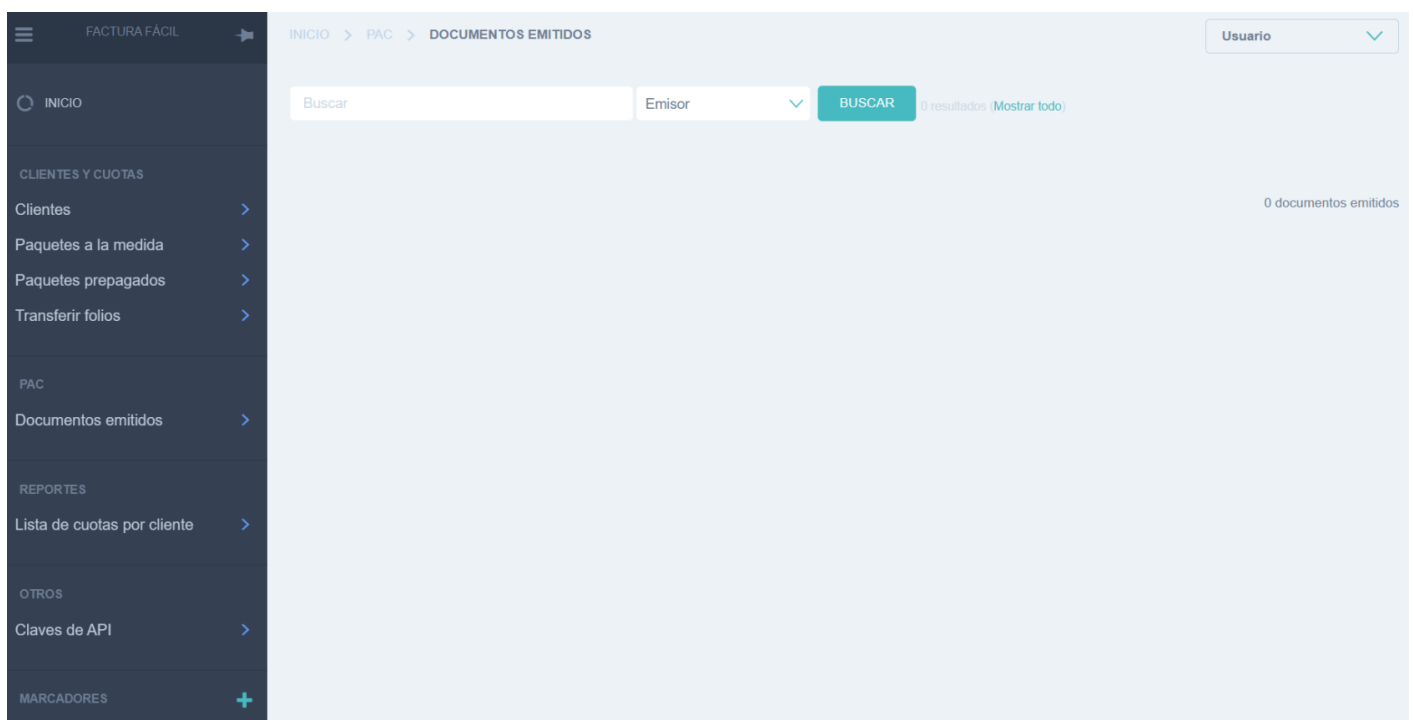 FACTURA FÁCIL
INICIO > PAC > DOCUMENTOS EMITIDOS
Usuario
INICIO
Buscar
Emisor
BUSCAR
0 resultados (Mostrar todo)
CLIENTES Y CUOTAS
Clientes
0 documentos emitidos
Paquetes a la medida
Paquetes prepagados
Transferir folios
PAC
Documentos emitidos
REPORTES
Lista de cuotas por cliente
OTROS
Claves de API
MARCADORES